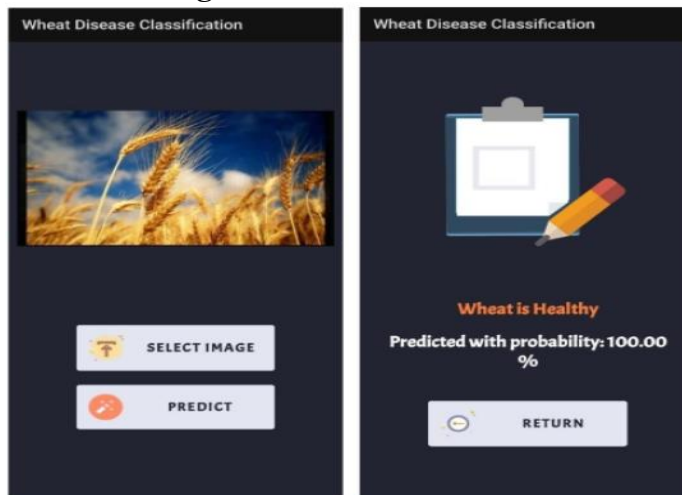 Wheat Disease Classification
SELECT IMAGE
PREDICT
Wheat Disease Classification
Wheat is Healthy
Predicted with probability: 100.00
%
RETURN